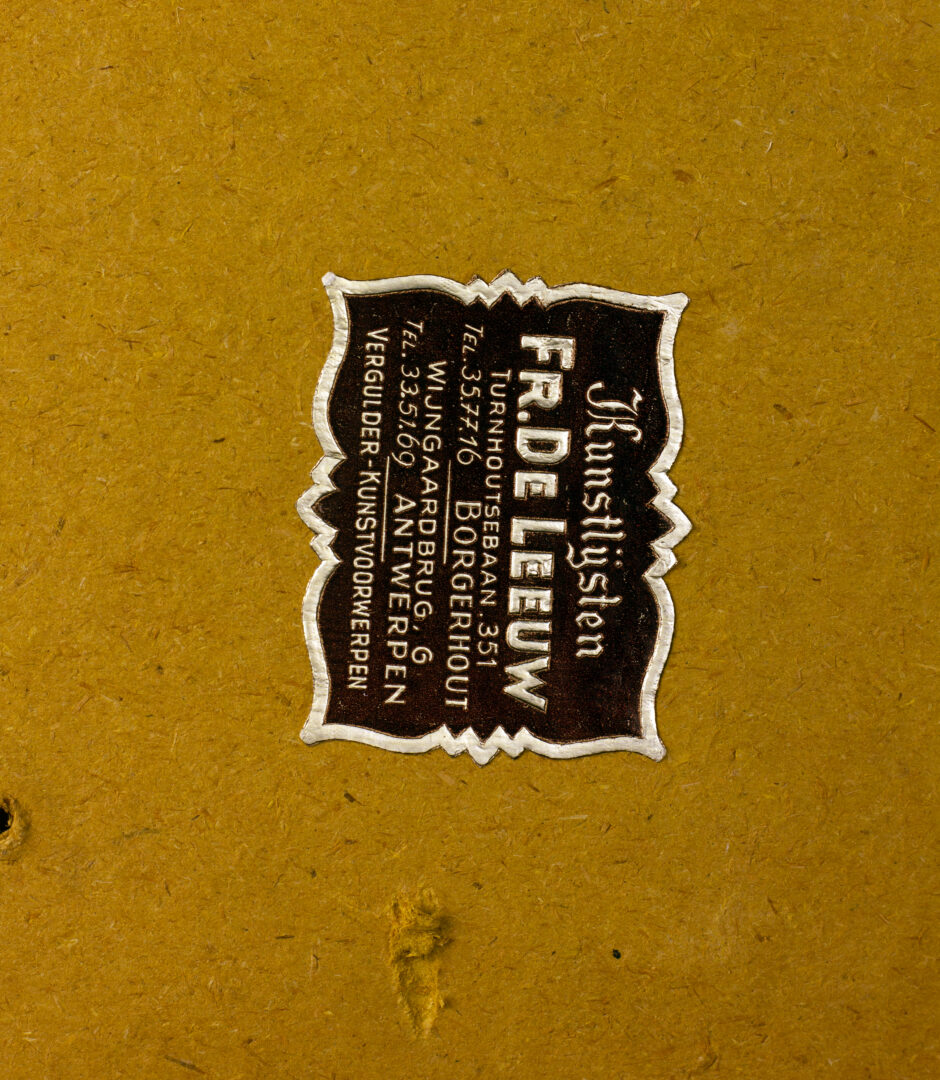 Kunstlijsten
FR. DE LEEUW
TURNHOUTSEBAAN. 351
TEL. 35.77.16 BORGERHOUT
WIJNGAARDBRUG, 6
TEL. 33.51.69 ANTWERPEN
VERGULDER-KUNSTVOORWERPEN